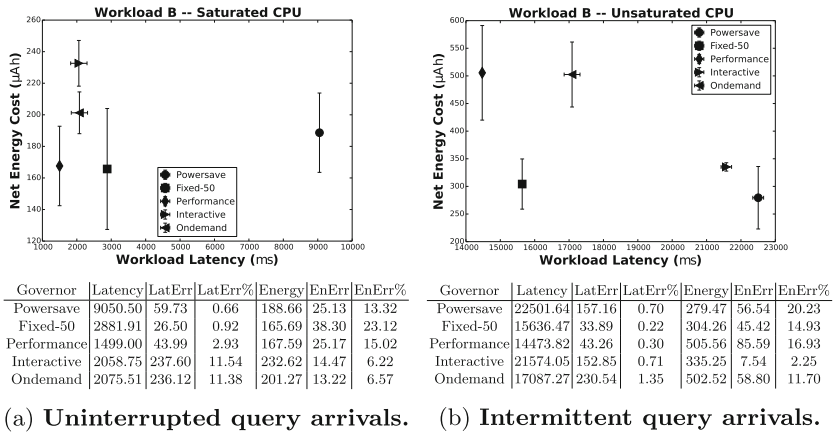 Workload B -- Saturated CPU
Net Energy Cost (µAh)
260
240
220
200
180
160
140
120
Powersave
Fixed-50
Performance
Interactive
Ondemand
1000 2000 3000 4000 5000 6000 7000 8000 9000 10000
Workload Latency (ms)
Governor Latency LatErr LatErr% Energy EnErr EnErr%
Powersave 9050.50 59.73 0.66 188.66 25.13 13.32
Fixed-50 2881.91 26.50 0.92 165.69 38.30 23.12
Performance 1499.00 43.99 2.93 167.59 25.17 15.02
Interactive 2058.75 237.60 11.54 232.62 14.47 6.22
Ondemand 2075.51 236.12 11.38 201.27 13.22 6.57
(a) Uninterrupted query arrivals.
Workload B -- Unsaturated CPU
Net Energy Cost (µAh)
600
550
500
450
400
350
300
250
200
Powersave
Fixed-50
Performance
Interactive
Ondemand
14000 15000 16000 17000 18000 19000 20000 21000 22000 23000
Workload Latency (ms)
Governor Latency LatErr LatErr% Energy EnErr EnErr%
Powersave 22501.64 157.16 0.70 279.47 56.54 20.23
Fixed-50 15636.47 33.89 0.22 304.26 45.42 14.93
Performance 14473.82 43.26 0.30 505.56 85.59 16.93
Interactive 21574.05 152.85 0.71 335.25 7.54 2.25
Ondemand 17087.27 230.54 1.35 502.52 58.80 11.70
(b) Intermittent query arrivals.